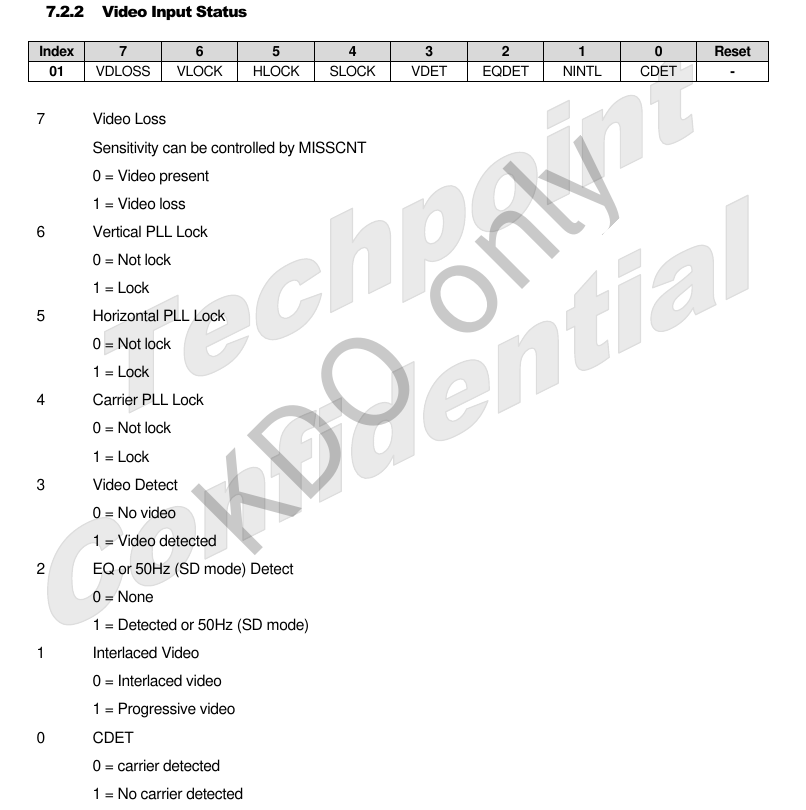 7.2.2 Video Input Status
Index 7 6 5 4 3 2 1 0 Reset
01 VDLOSS VLOCK HLOCK SLOCK VDET EQDET NINTL CDET -
7 Video Loss
Sensitivity can be controlled by MISSCNT
0 = Video present
1 = Video loss
6 Vertical PLL Lock
0 = Not lock
1 = Lock
5 Horizontal PLL Lock
0 = Not lock
1 = Lock
4 Carrier PLL Lock
0 = Not lock
1 = Lock
3 Video Detect
0 = No video
1 = Video detected
2 EQ or 50Hz (SD mode) Detect
0 = None
1 = Detected or 50Hz (SD mode)
1 Interlaced Video
0 = Interlaced video
1 = Progressive video
0 CDET
0 = carrier detected
1 = No carrier detected
Techpoint
Confidential
KDO only